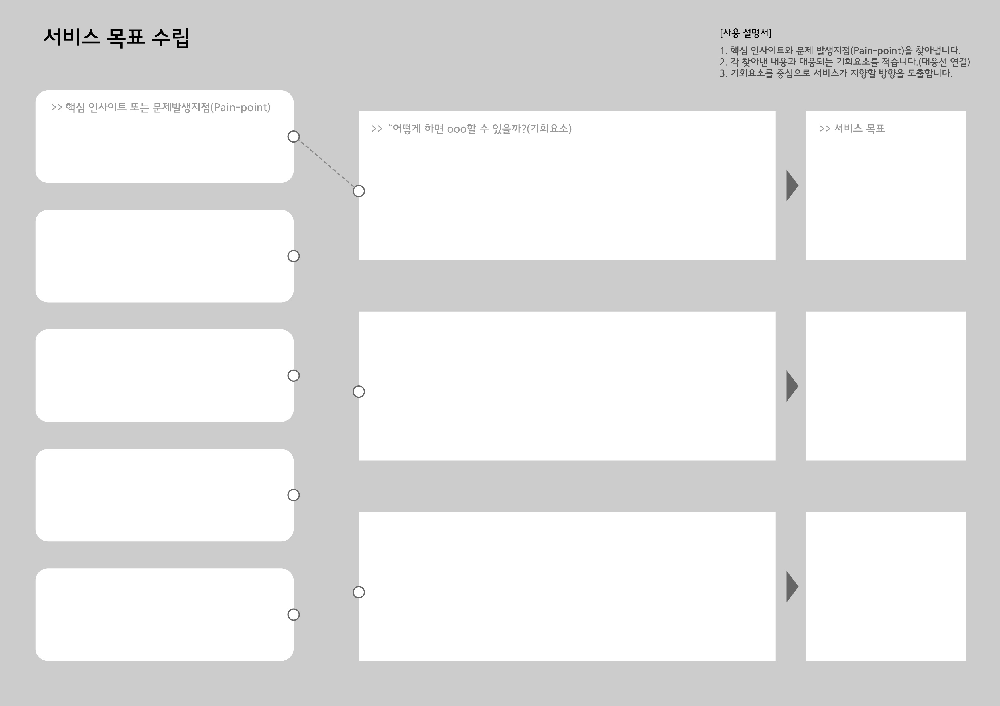 서비스 목표 수립
[사용 설명서]
1. 핵심 인사이트와 문제 발생지점(Pain-point)을 찾아냅니다.
2. 각 찾아낸 내용과 대응되는 기회요소를 적습니다.(대응선 연결)
3. 기회요소를 중심으로 서비스가 지향할 방향을 도출합니다.
>> 핵심 인사이트 또는 문제발생지점(Pain-point)
>> “어떻게 하면 ooo할 수 있을까?(기회요소)
>> 서비스 목표